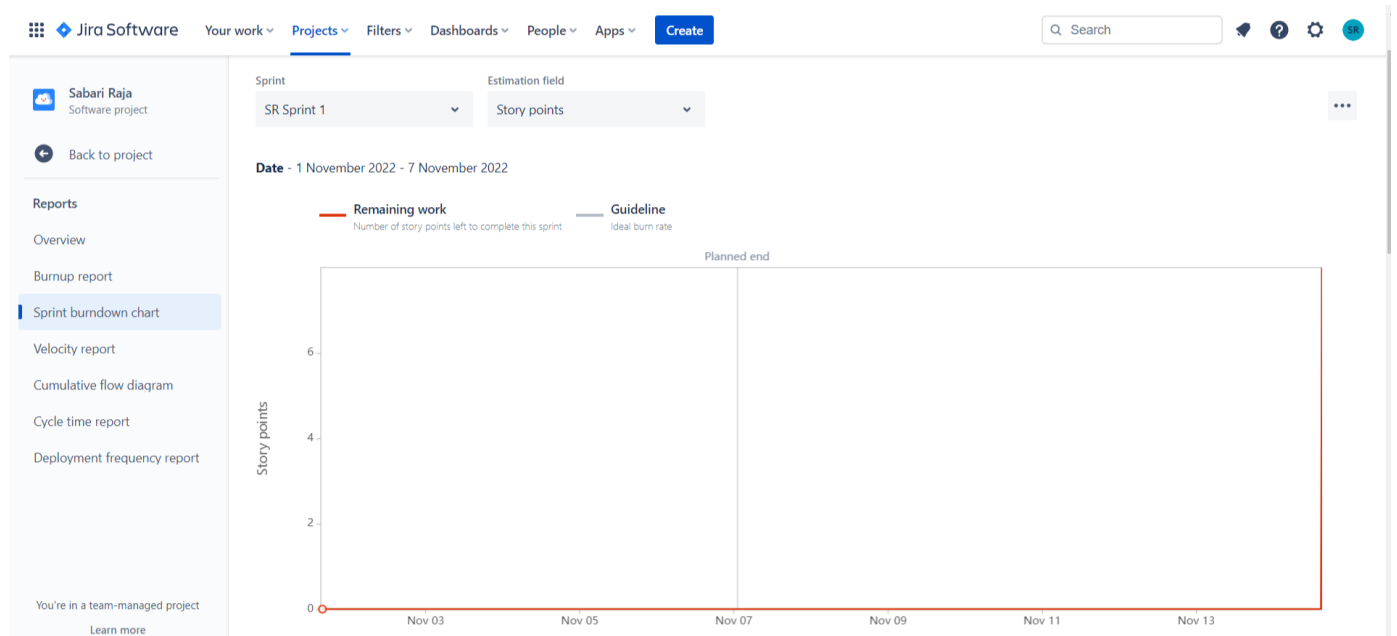 Jira Software Your work Projects Filters Dashboards People Apps Create Search SR
Sabari Raja
Software project
Back to project
Reports
Overview
Burnup report
Sprint burndown chart
Velocity report
Cumulative flow diagram
Cycle time report
Deployment frequency report
You're in a team-managed project
Learn more
Sprint Estimation field
SR Sprint 1 Story points
Date - 1 November 2022 - 7 November 2022
Remaining work Guideline
Number of story points left to complete this sprint Ideal burn rate
Planned end
Story points
6
4
2
0
Nov 03 Nov 05 Nov 07 Nov 09 Nov 11 Nov 13